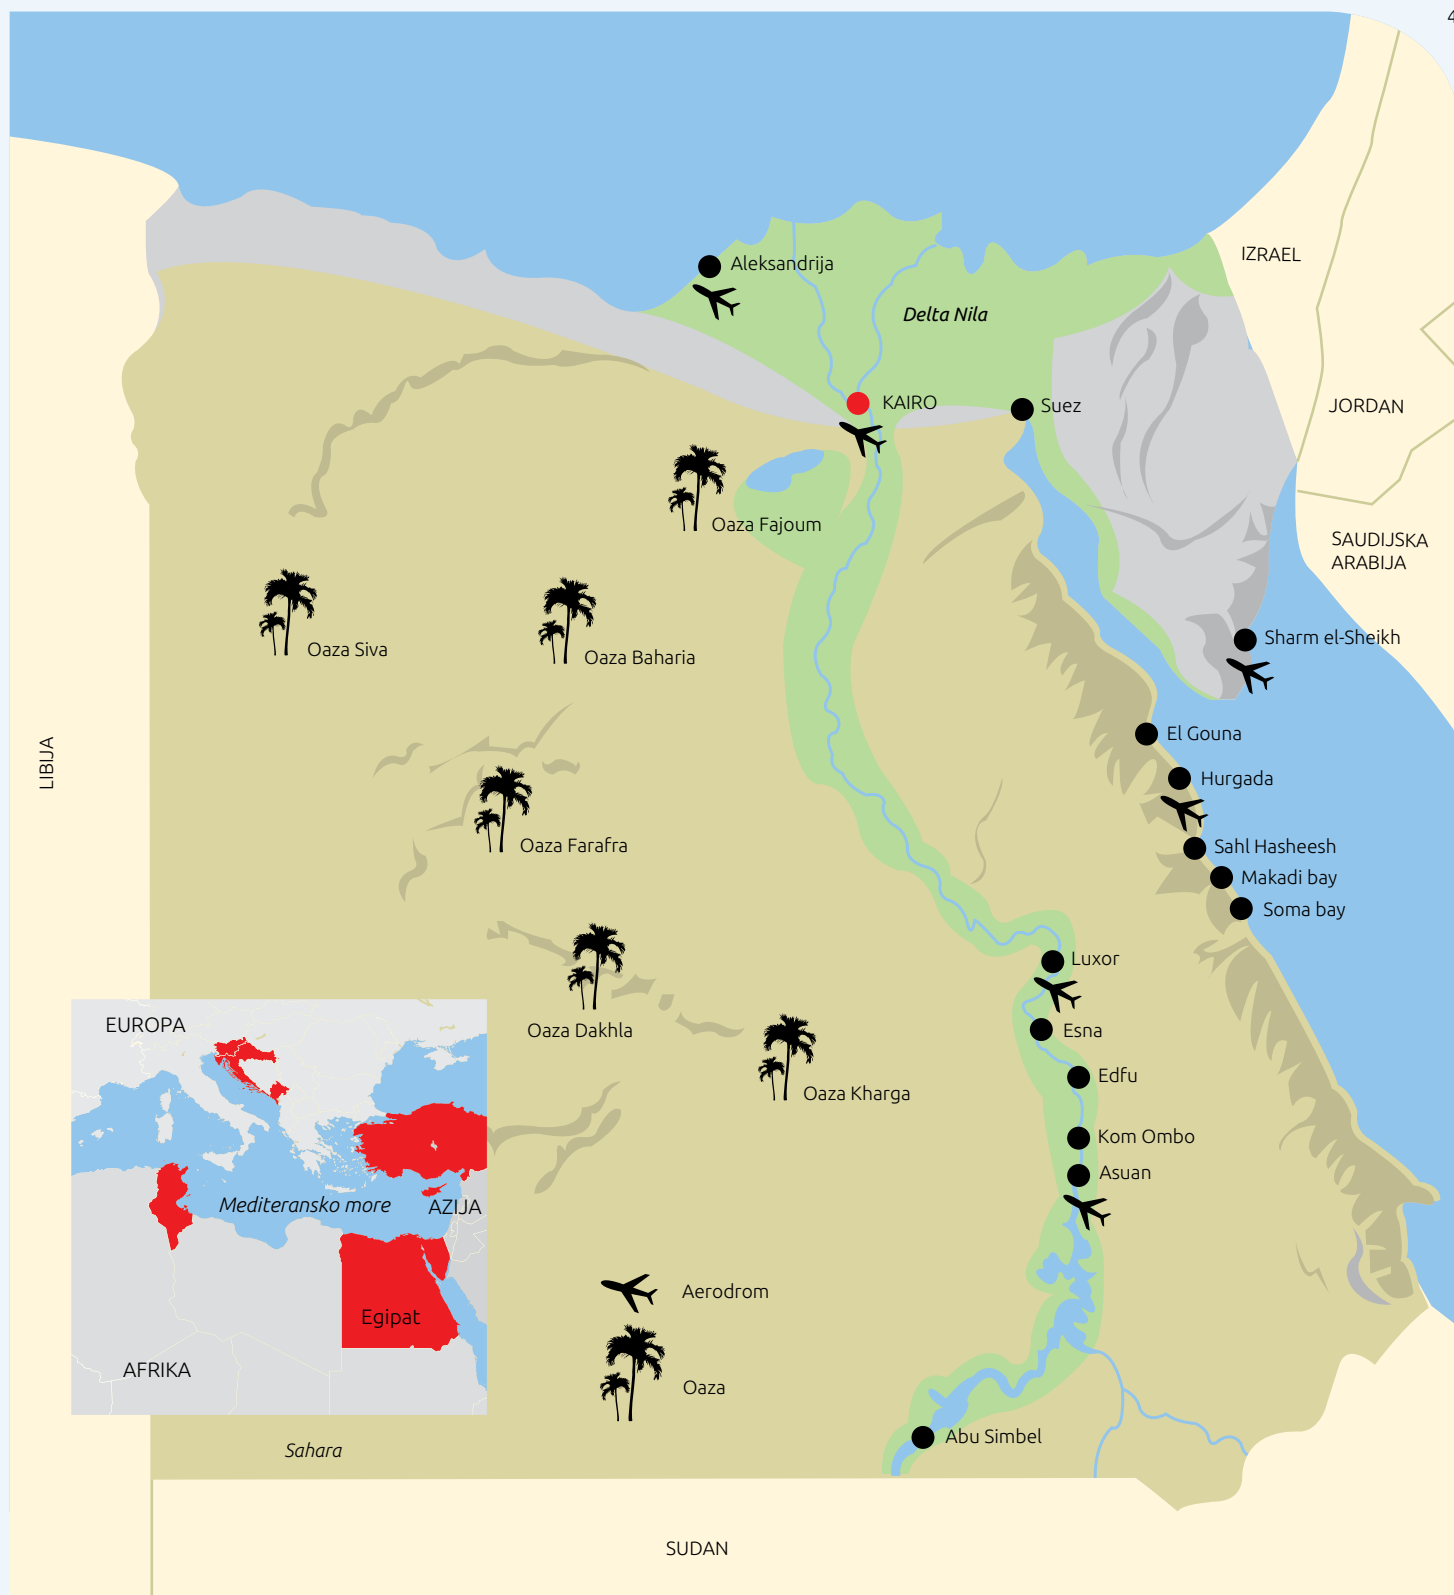 4
Aleksandrija
IZRAEL
Delta Nila
KAIRO
Suez
JORDAN
Oaza Fajoum
SAUDIJSKA
ARABIJA
Sharm el-Sheikh
Oaza Siva
Oaza Baharia
El Gouna
LIBIJA
Hurgada
Oaza Farafra
Sahl Hasheesh
Makadi bay
Soma bay
Luxor
Oaza Dakhla
Esna
Edfu
Oaza Kharga
Kom Ombo
Asuan
EUROPA
Mediteransko more
AZIJA
Egipat
AFRIKA
Aerodrom
Oaza
Abu Simbel
Sahara
SUDAN